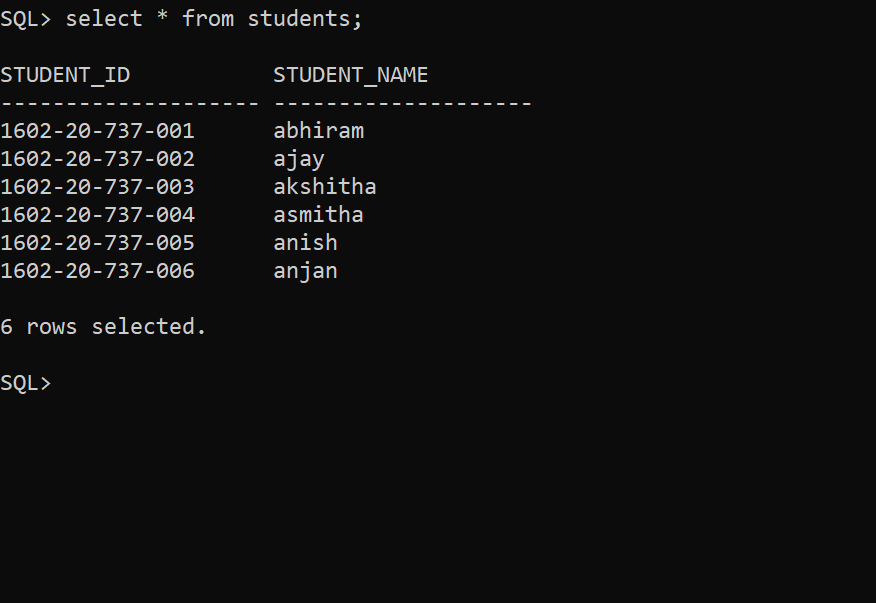 SQL> select * from students;
STUDENT_ID           STUDENT_NAME
-------------------- --------------------
1602-20-737-001      abhiram
1602-20-737-002      ajay
1602-20-737-003      akshitha
1602-20-737-004      asmitha
1602-20-737-005      anish
1602-20-737-006      anjan
6 rows selected.
SQL>